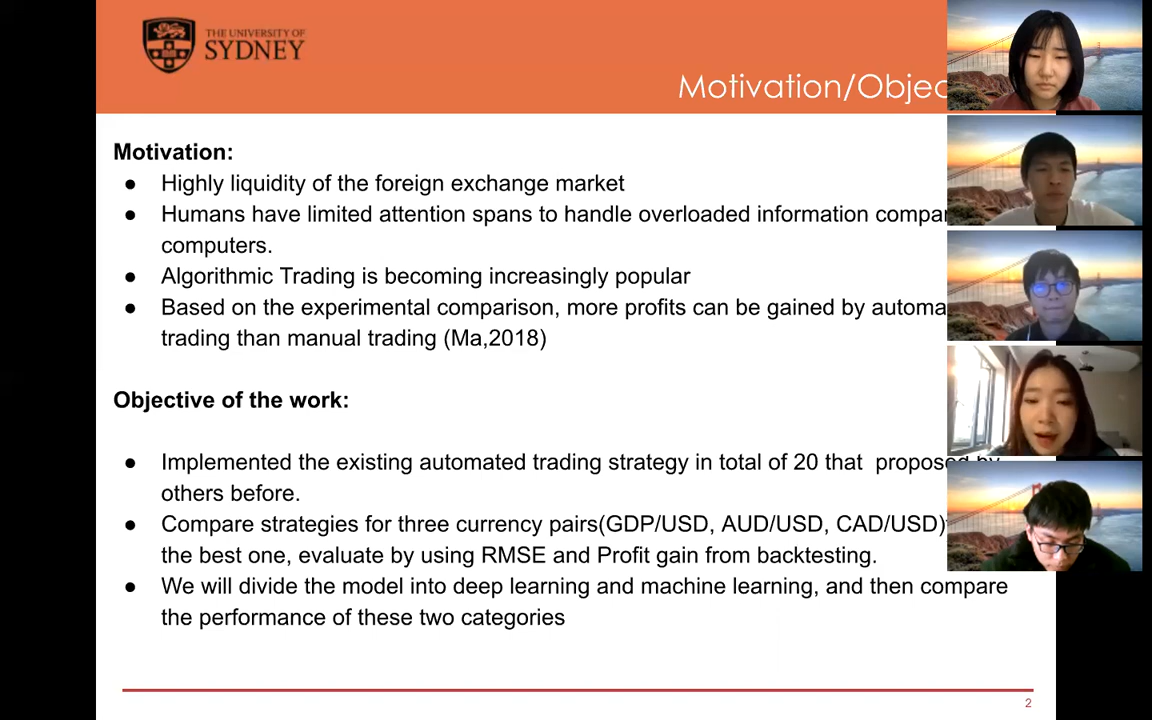 THE UNIVERSITY OF
SYDNEY
Motivation/Objec
Motivation:
● Highly liquidity of the foreign exchange market
● Humans have limited attention spans to handle overloaded information compar
computers.
● Algorithmic Trading is becoming increasingly popular
● Based on the experimental comparison, more profits can be gained by automa
trading than manual trading (Ma,2018)
Objective of the work:
● Implemented the existing automated trading strategy in total of 20 that proposed by
others before.
● Compare strategies for three currency pairs(GDP/USD, AUD/USD, CAD/USD)
the best one, evaluate by using RMSE and Profit gain from backtesting.
● We will divide the model into deep learning and machine learning, and then compare
the performance of these two categories
2